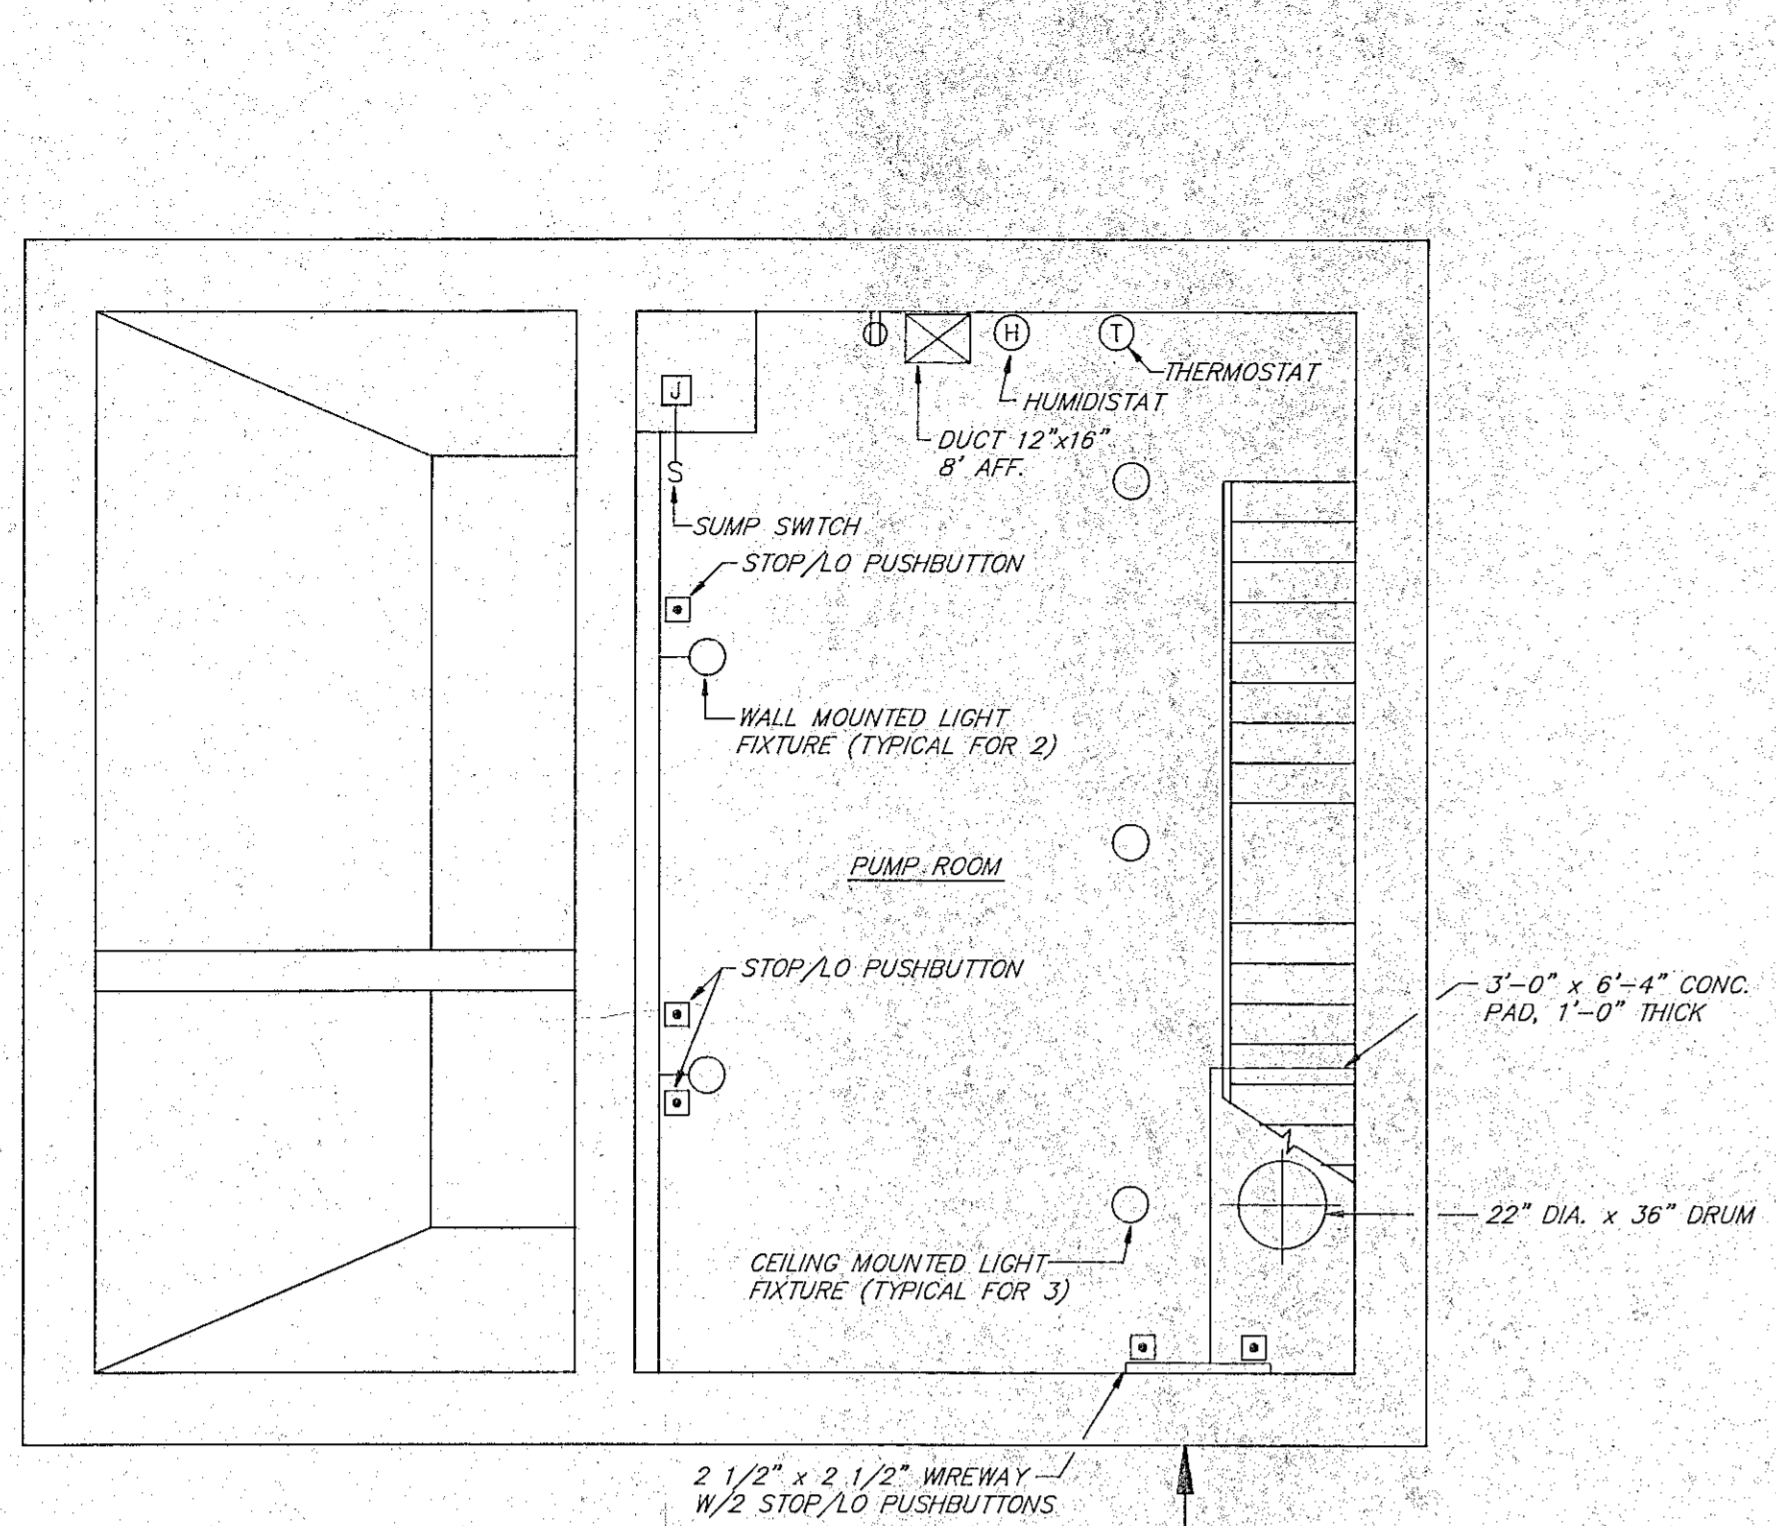 H
T
THERMOSTAT
J
HUMIDISTAT
DUCT 12"x16"
8' AFF.
S
SUMP SWITCH
STOP/LO PUSHBUTTON
WALL MOUNTED LIGHT
FIXTURE (TYPICAL FOR 2)
PUMP ROOM
STOP/LO PUSHBUTTON
3'-0" x 6'-4" CONC.
PAD, 1'-0" THICK
22" DIA. x 36" DRUM
CEILING MOUNTED LIGHT
FIXTURE (TYPICAL FOR 3)
2 1/2" x 2 1/2" WIREWAY
W/2 STOP/LO PUSHBUTTONS